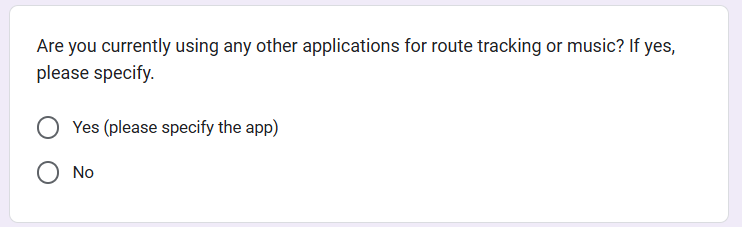 Are you currently using any other applications for route tracking or music? If yes,
please specify.
Yes (please specify the app)
No